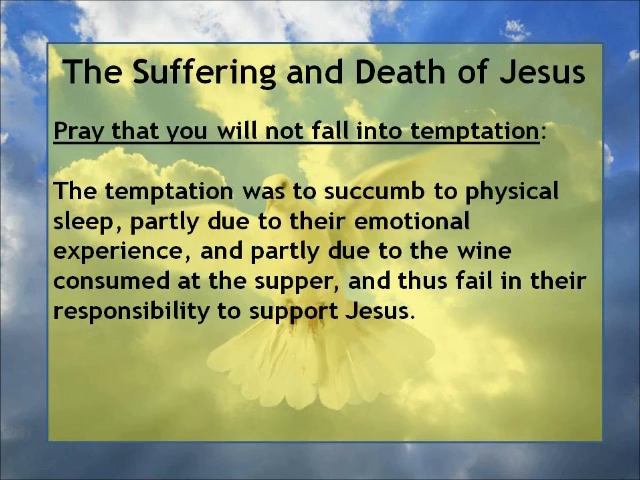 The Suffering and Death of Jesus
Pray that you will not fall into temptation:
The temptation was to succumb to physical
sleep, partly due to their emotional
experience, and partly due to the wine
consumed at the supper, and thus fail in their
responsibility to support Jesus.